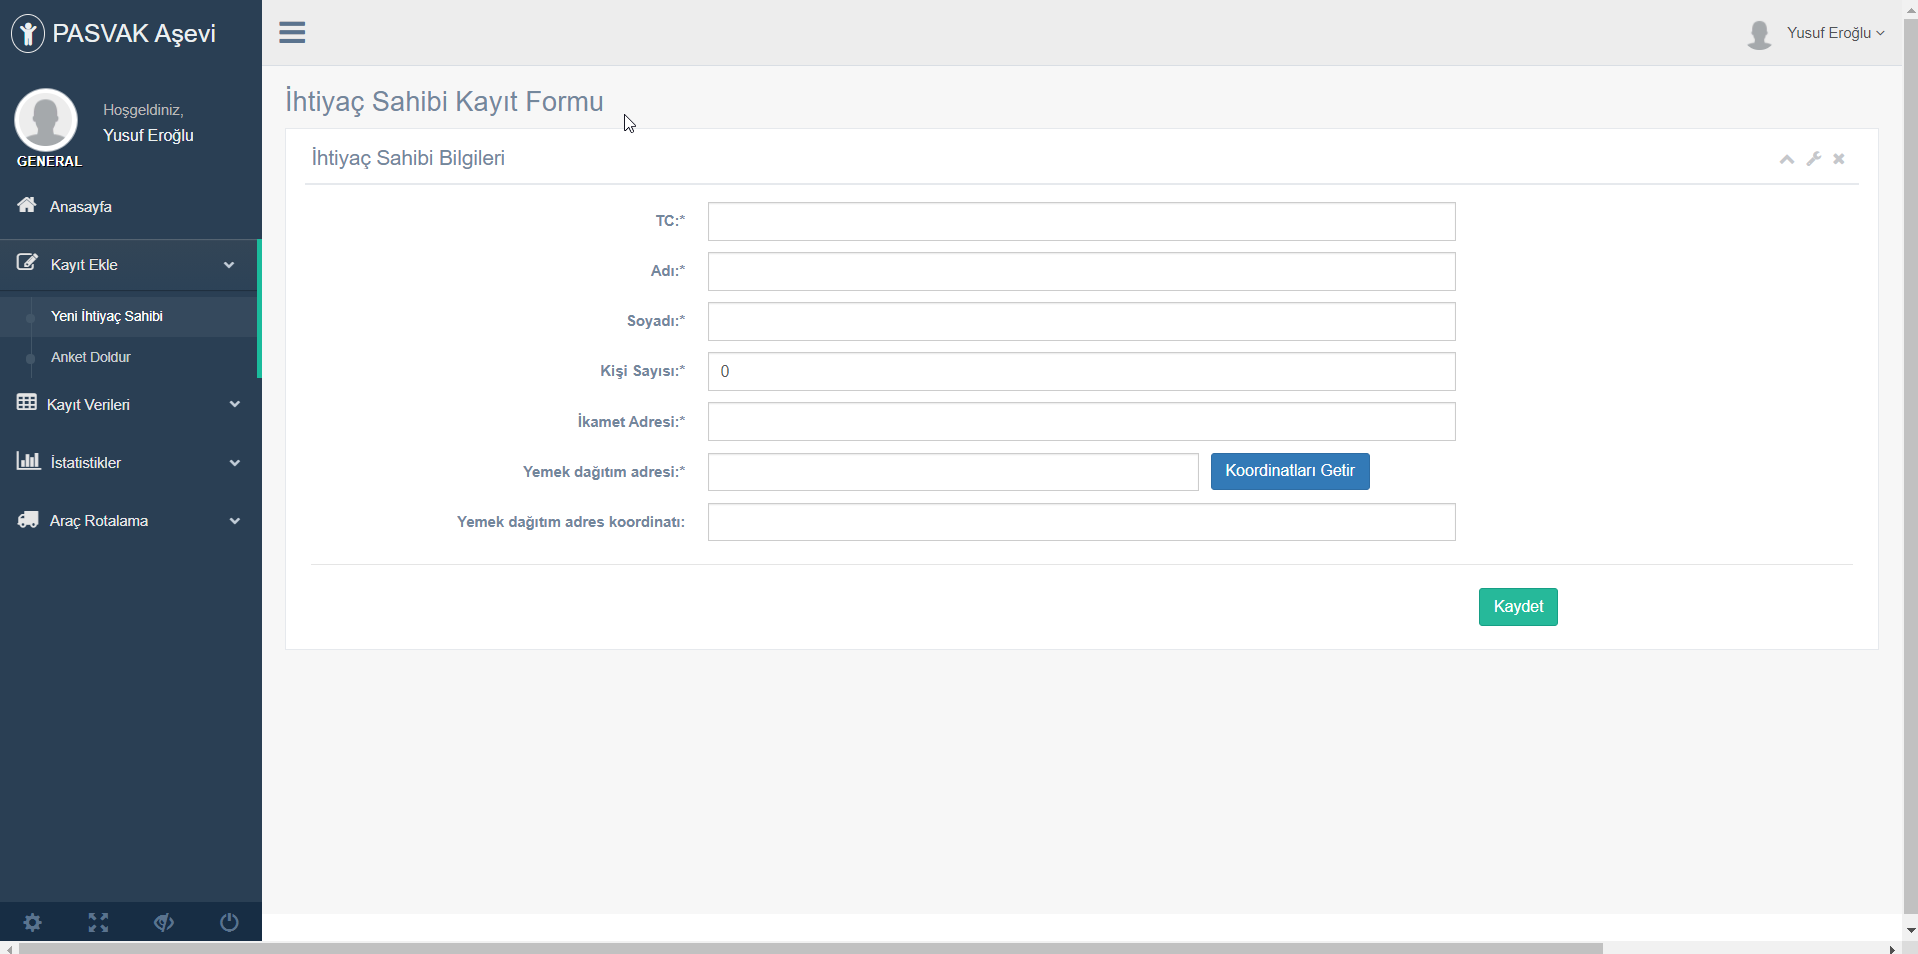 PASVAK Aşevi
Yusuf Eroğlu
Hoşgeldiniz,
Yusuf Eroğlu
GENERAL
Anasayfa
Kayıt Ekle
Yeni İhtiyaç Sahibi
Anket Doldur
Kayıt Verileri
İstatistikler
Araç Rotalama
İhtiyaç Sahibi Kayıt Formu
İhtiyaç Sahibi Bilgileri
TC:*
Adı:*
Soyadı:*
Kişi Sayısı:* 0
İkamet Adresi:*
Yemek dağıtım adresi:* Koordinatları Getir
Yemek dağıtım adres koordinatı:
Kaydet